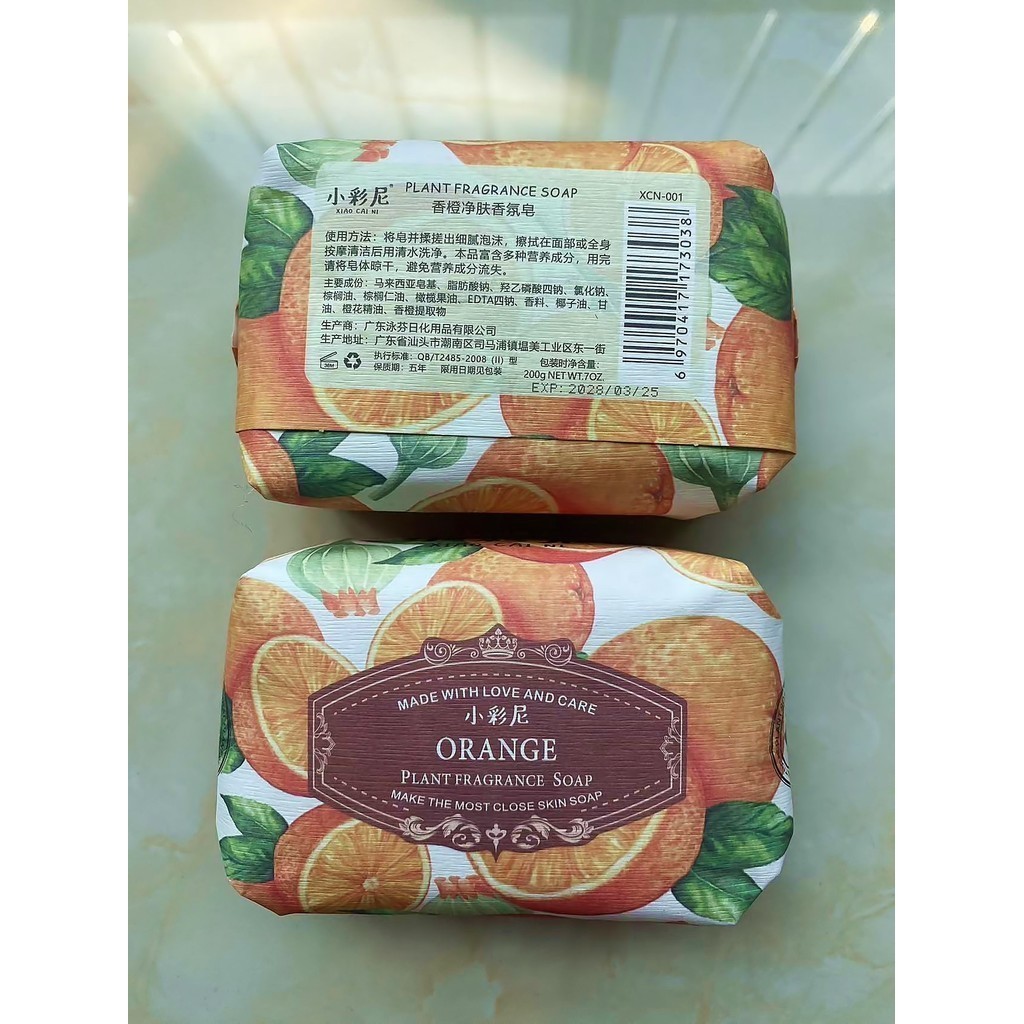 小彩尼®
XIAO CAI NI
PLANT FRAGRANCE SOAP
香橙净肤香氛皂
XCN-001
使用方法：将皂并揉搓出细腻泡沫，擦拭在面部或全身
按摩清洁后用清水洗净。本品富含多种营养成分，用完
请将皂体晾干，避免营养成分流失。
主要成份：马来西亚皂基、脂肪酸钠、羟乙磷酸四钠、氯化钠、
棕榈油、棕榈仁油、橄榄果油、EDTA四钠、香料、椰子油、甘
油、橙花精油、香橙提取物
生产商：广东泳芬日化用品有限公司
生产地址：广东省汕头市潮南区司马浦镇塭美工业区东一街
36M
执行标准：QB/T2485-2008 (II) 型
保质期：五年 限用日期见包装
包装时净含量：
200g NET WT.7OZ.
EXP: 2028/03/25
6 970417 173038
XIAO CAI NI
MADE WITH LOVE AND CARE
小彩尼
ORANGE
PLANT FRAGRANCE SOAP
MAKE THE MOST CLOSE SKIN SOAP